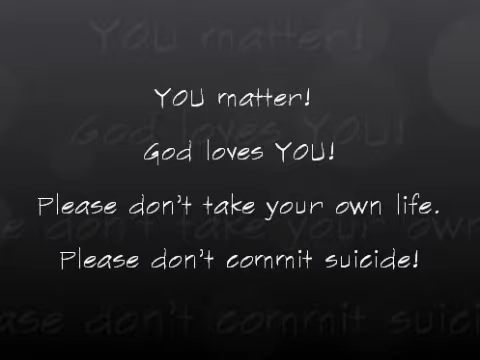 YOU matter!
God loves YOU!
Please don't take your own life.
Please don't commit suicide!